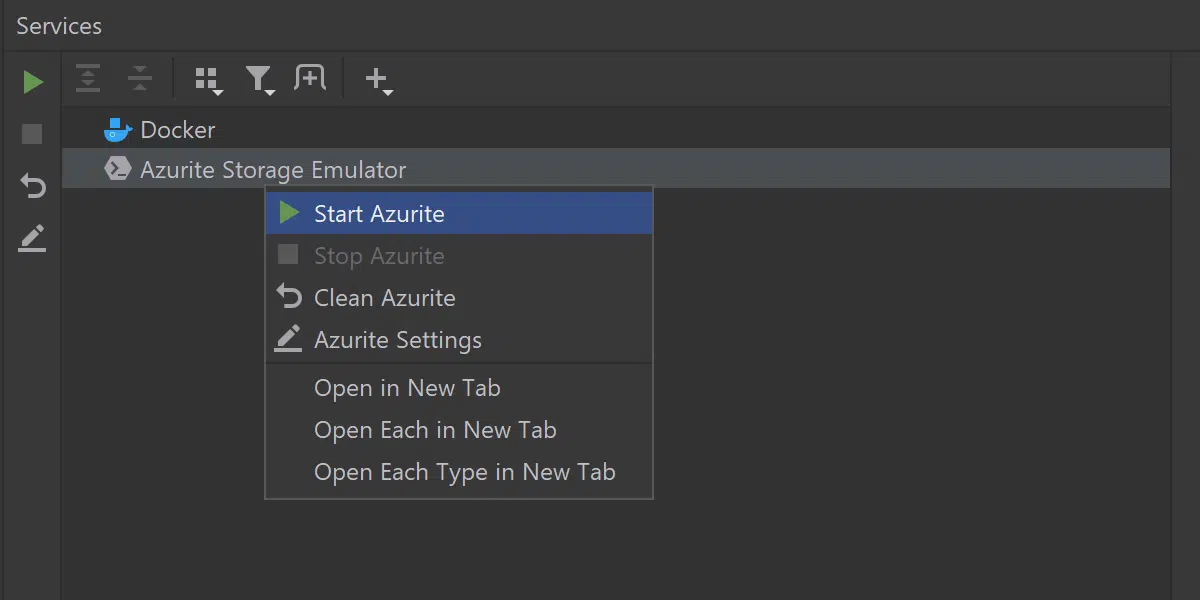 Services
Docker
Azurite Storage Emulator
Start Azurite
Stop Azurite
Clean Azurite
Azurite Settings
Open in New Tab
Open Each in New Tab
Open Each Type in New Tab